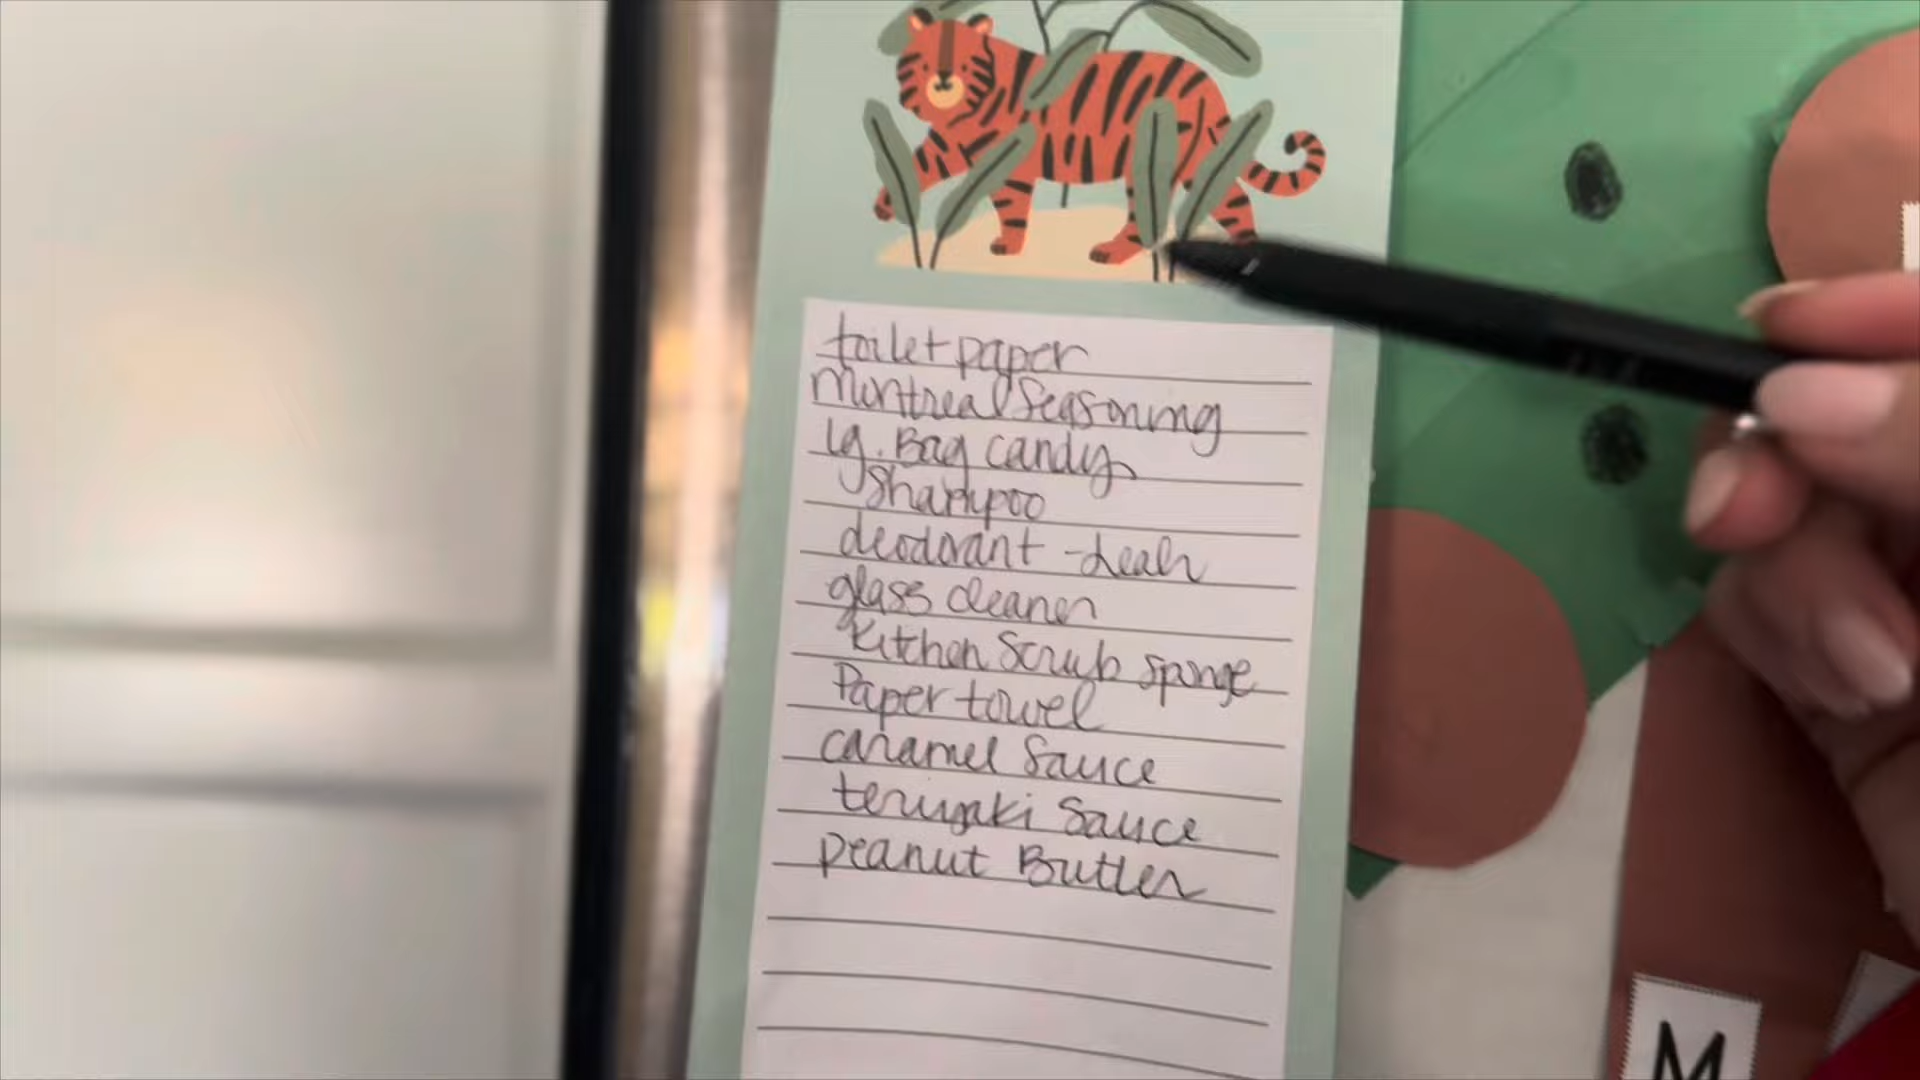 toilet paper
Montreal Seasoning
lg. Bag candy
Shampoo
deodorant - Leah
glass cleaner
Kitchen Scrub Sponge
Paper towel
caramel Sauce
teriyaki Sauce
peanut Butter
M